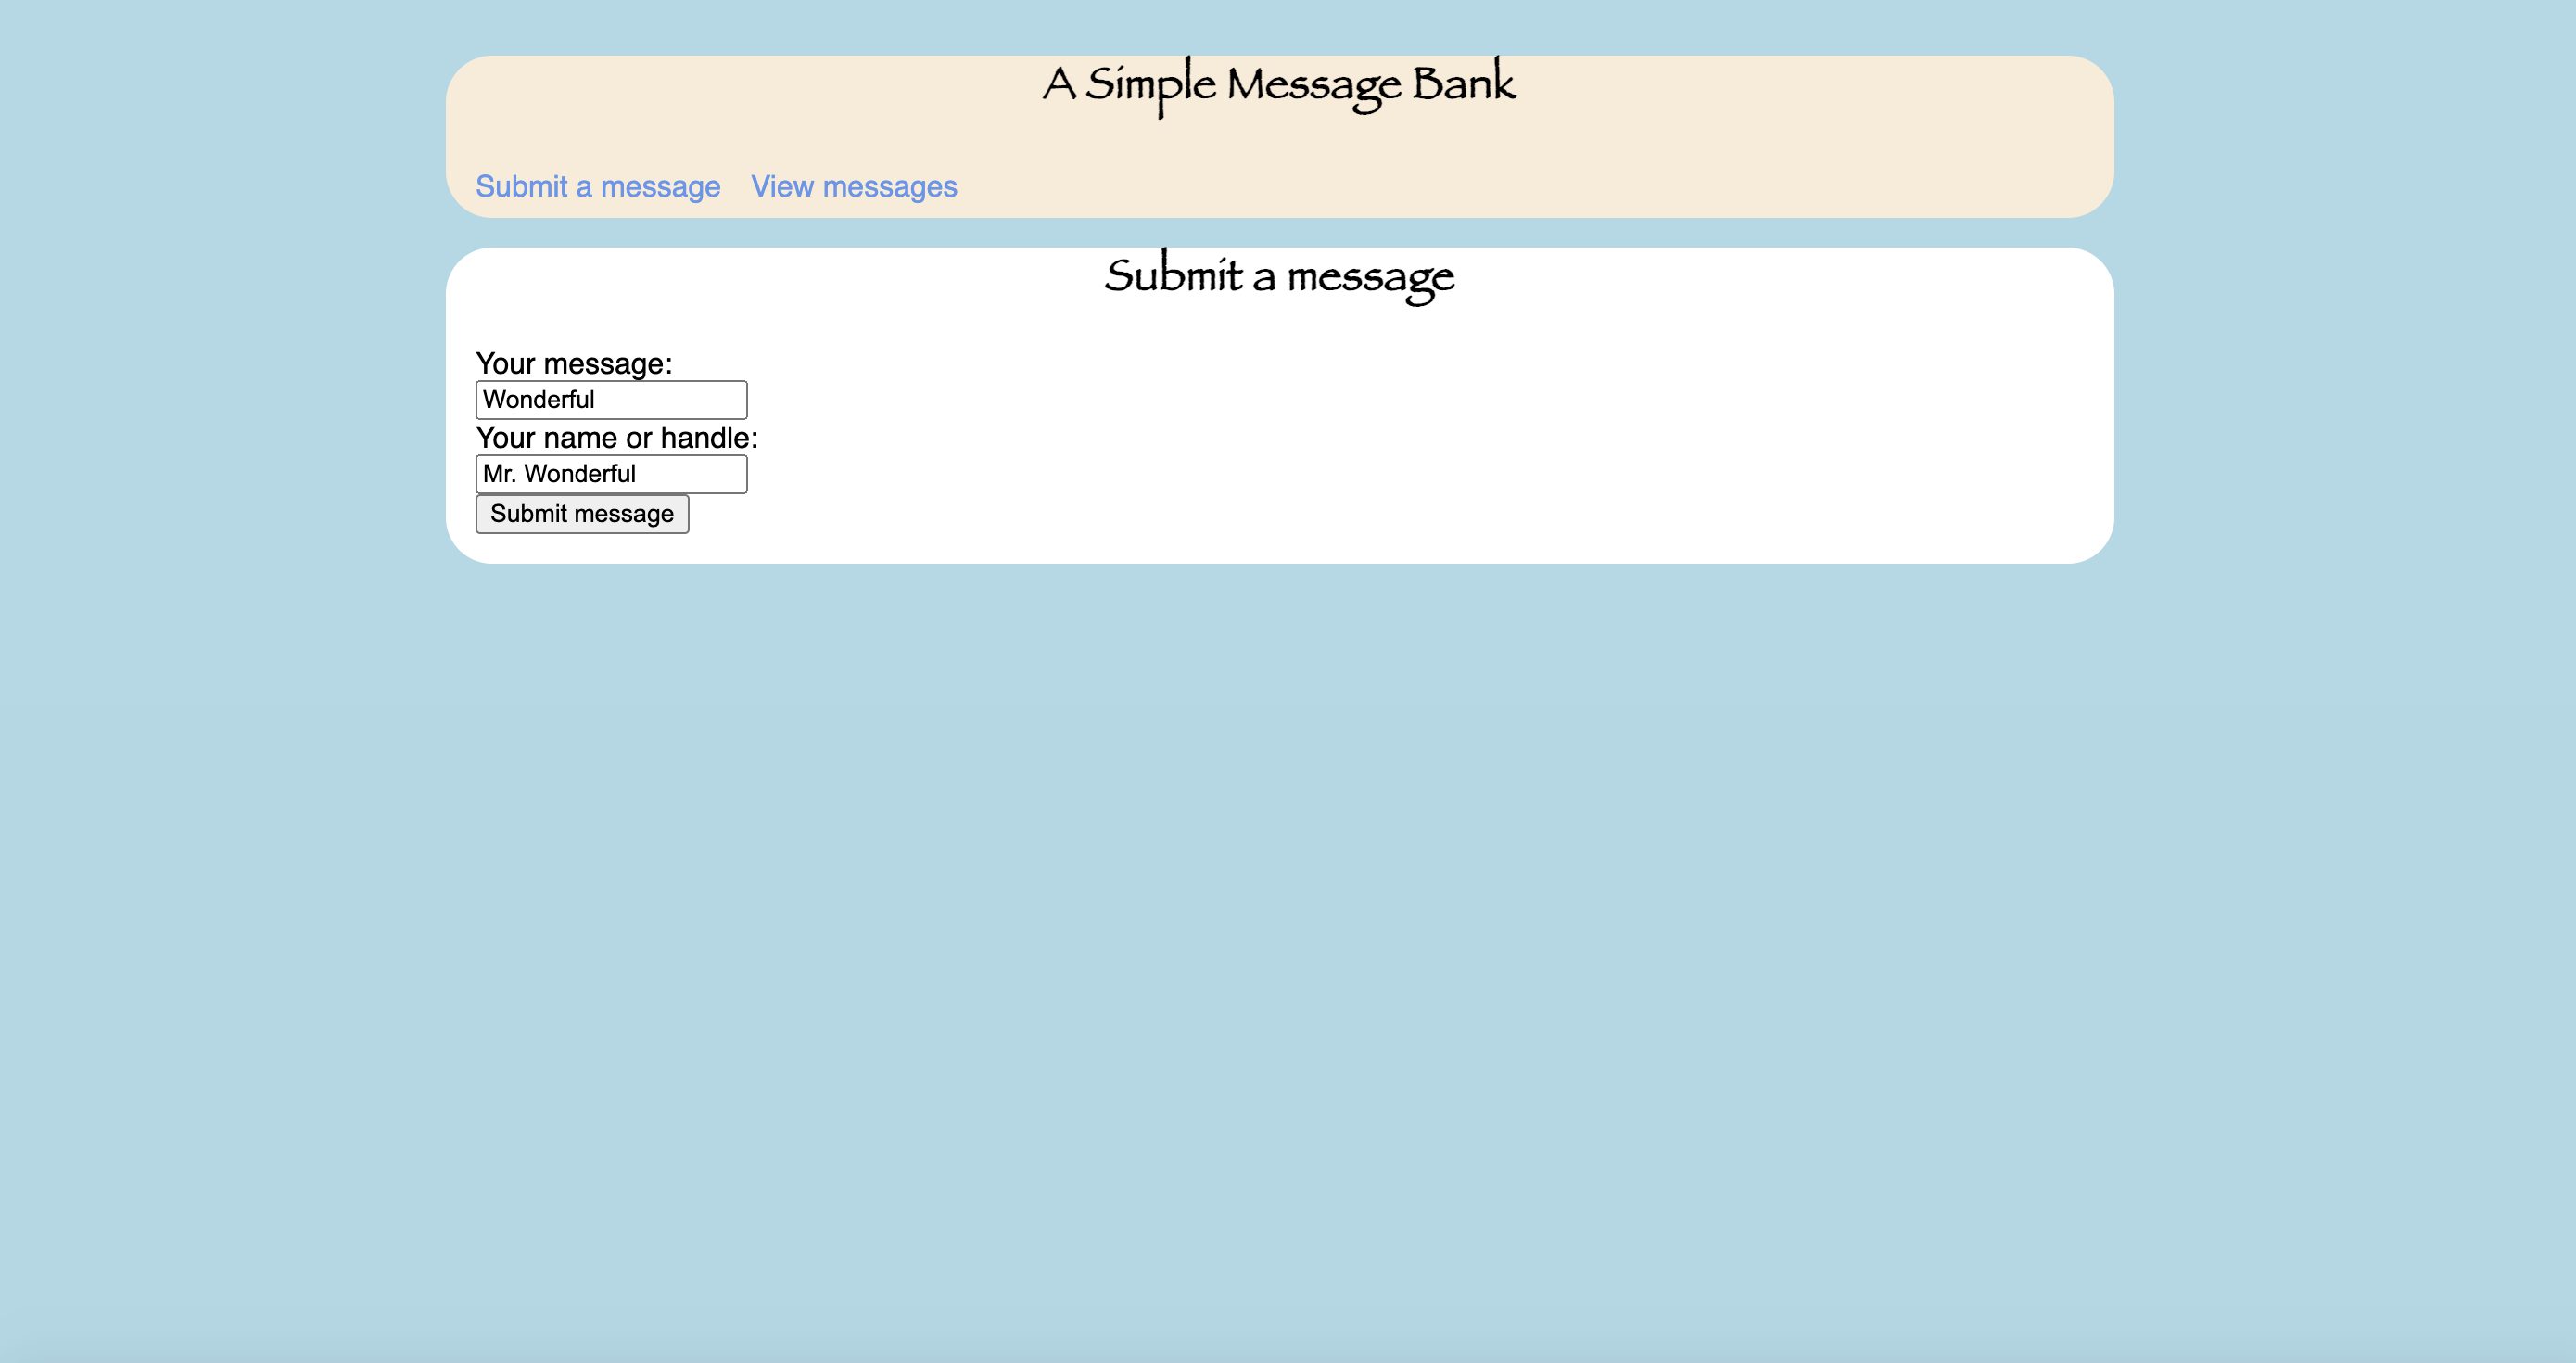 A Simple Message Bank
Submit a message View messages
Submit a message
Your message:
Wonderful
Your name or handle:
Mr. Wonderful
Submit message